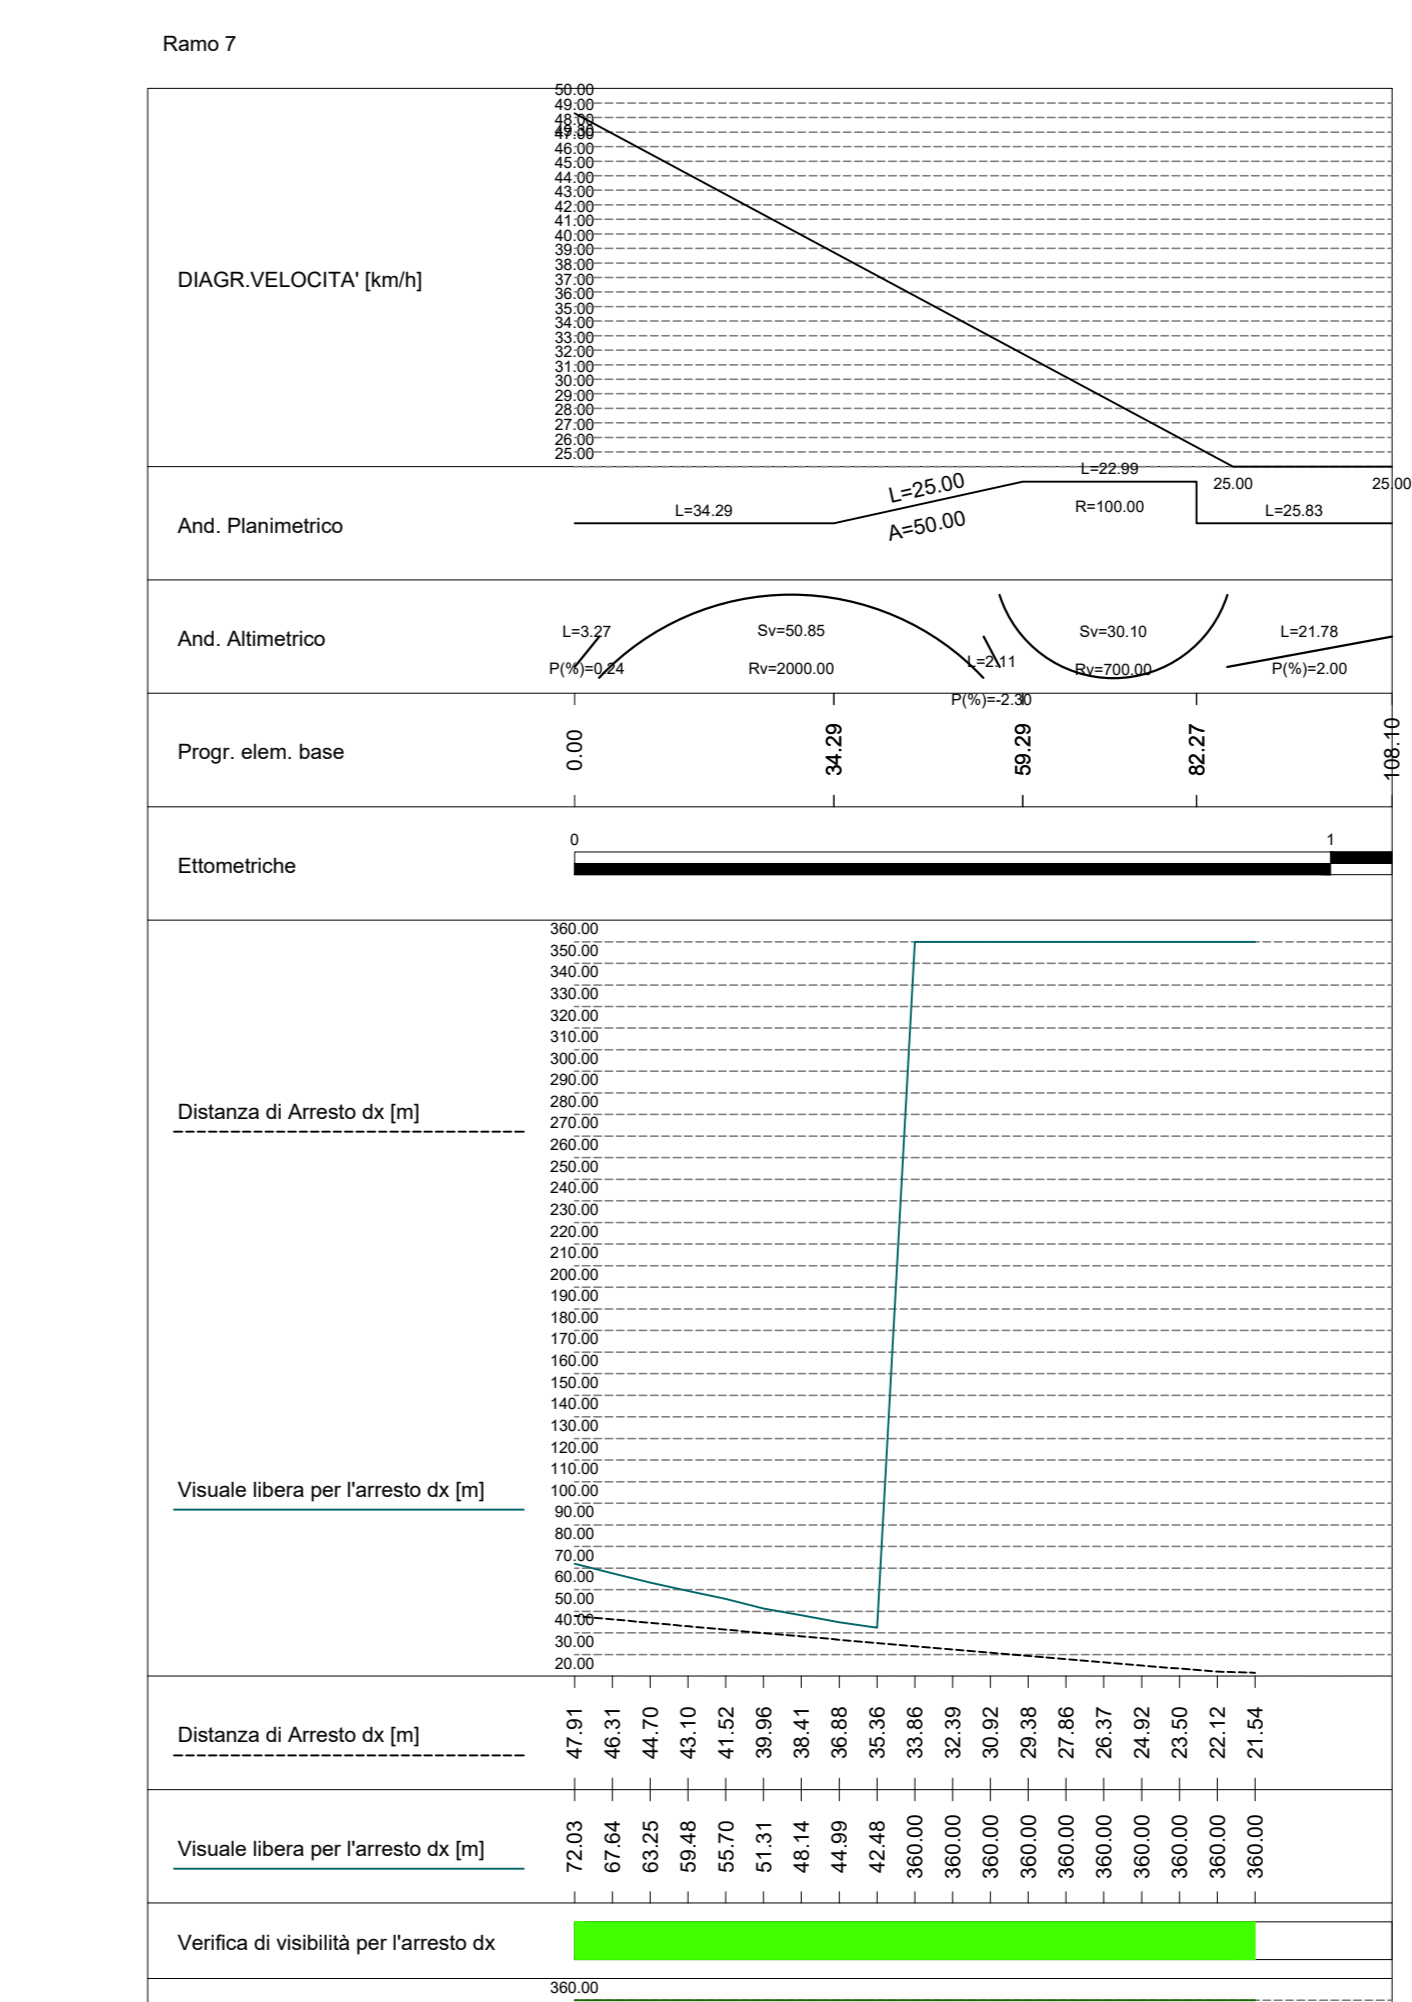 Ramo 7
50.00
49.00
48.00
47.00
46.00
45.00
44.00
43.00
42.00
41.00
40.00
39.00
38.00
37.00
36.00
35.00
34.00
33.00
32.00
31.00
30.00
29.00
28.00
27.00
26.00
25.00
DIAGR.VELOCITA' [km/h]
25.00 25.00
And. Planimetrico
L=34.29
L=25.00
A=50.00
L=22.99
R=100.00
L=25.83
And. Altimetrico
L=3.27
P(%)=0.24
Sv=50.85
Rv=2000.00
L=2.11
P(%)=-2.30
Sv=30.10
Rv=700.00
L=21.78
P(%)=2.00
Progr. elem. base
0.00 34.29 59.29 82.27 108.10
Ettometriche
0 1
360.00
350.00
340.00
330.00
320.00
310.00
300.00
290.00
280.00
270.00
260.00
250.00
240.00
230.00
220.00
210.00
200.00
190.00
180.00
170.00
160.00
150.00
140.00
130.00
120.00
110.00
100.00
90.00
80.00
70.00
60.00
50.00
40.00
30.00
20.00
Distanza di Arresto dx [m]
Visuale libera per l'arresto dx [m]
Distanza di Arresto dx [m]
47.91 46.31 44.70 43.10 41.52 39.96 38.41 36.88 35.36 33.86 32.39 30.92 29.38 27.86 26.37 24.92 23.50 22.12 21.54
Visuale libera per l'arresto dx [m]
72.03 67.64 63.25 59.48 55.70 51.31 48.14 44.99 42.48 360.00 360.00 360.00 360.00 360.00 360.00 360.00 360.00 360.00 360.00
Verifica di visibilità per l'arresto dx
360.00